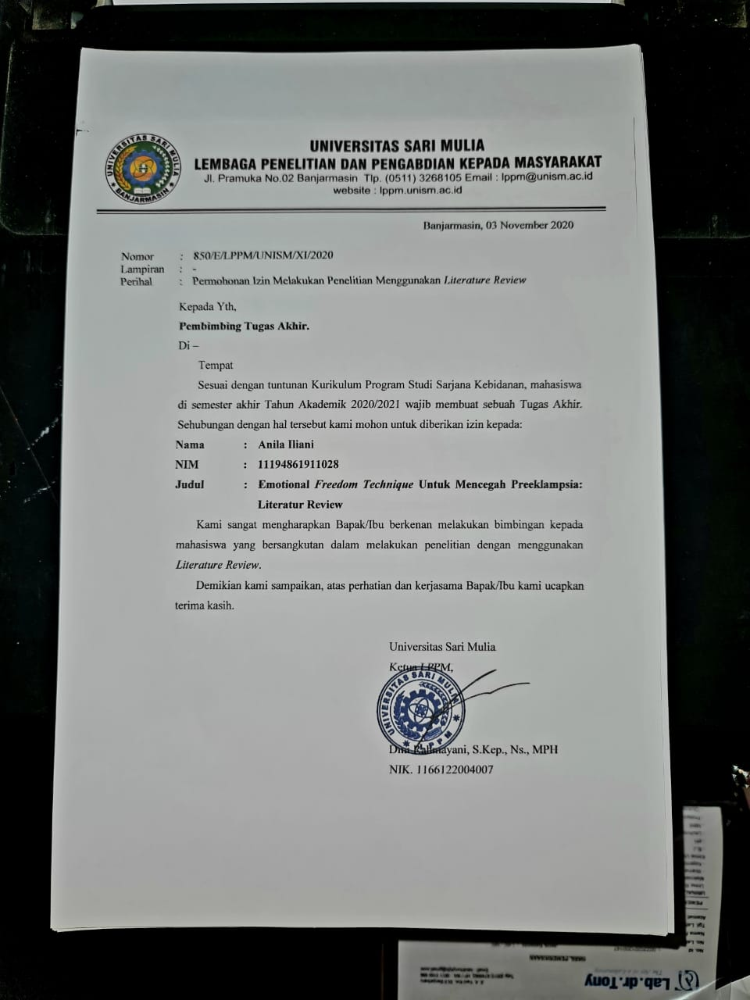 UNIVERSITAS SARI MULIA
BANJARMASIN
UNIVERSITAS SARI MULIA
LEMBAGA PENELITIAN DAN PENGABDIAN KEPADA MASYARAKAT
Jl. Pramuka No.02 Banjarmasin Tlp. (0511) 3268105 Email : lppm@unism.ac.id
website : lppm.unism.ac.id
Banjarmasin, 03 November 2020
Nomor : 850/E/LPPM/UNISM/XI/2020
Lampiran : -
Perihal : Permohonan Izin Melakukan Penelitian Menggunakan Literature Review
Kepada Yth,
Pembimbing Tugas Akhir.
Di –
Tempat
Sesuai dengan tuntunan Kurikulum Program Studi Sarjana Kebidanan, mahasiswa
di semester akhir Tahun Akademik 2020/2021 wajib membuat sebuah Tugas Akhir.
Sehubungan dengan hal tersebut kami mohon untuk diberikan izin kepada:
Nama : Anila Iliani
NIM : 11194861911028
Judul : Emotional Freedom Technique Untuk Mencegah Preeklampsia:
Literatur Review
Kami sangat mengharapkan Bapak/Ibu berkenan melakukan bimbingan kepada
mahasiswa yang bersangkutan dalam melakukan penelitian dengan menggunakan
Literature Review.
Demikian kami sampaikan, atas perhatian dan kerjasama Bapak/Ibu kami ucapkan
terima kasih.
Universitas Sari Mulia
Ketua LPPM,
UNIVERSITAS SARI MULIA
LPPM
Dini Rahmayani, S.Kep., Ns., MPH
NIK. 1166122004007
Lab.dr.Tony